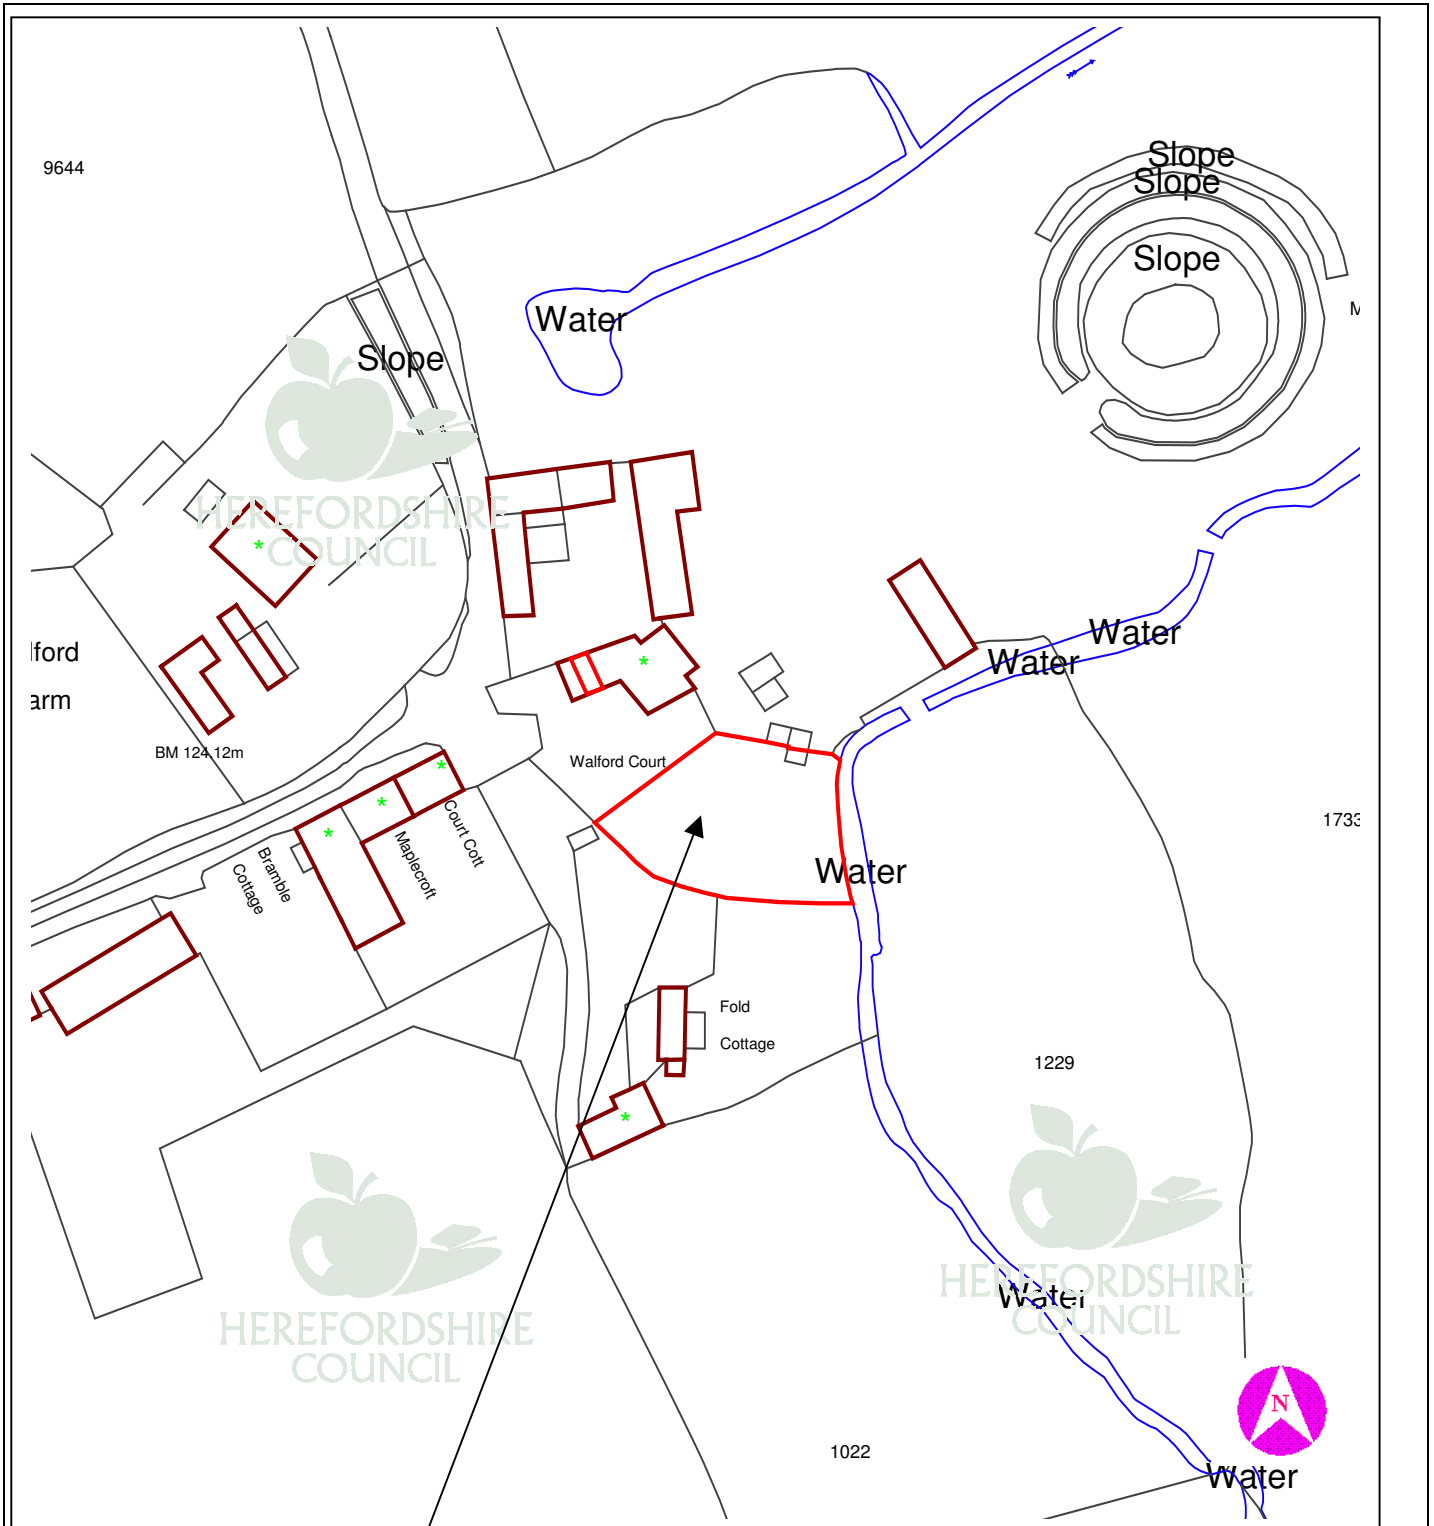 9644
Slope
Slope
Slope
Water
Slope
HEREFORDSHIRE
COUNCIL
Water
Water
lford
arm
BM 124.12m
Walford Court
Court Cott
Maplecroft
Bramble
Cottage
Water
1733
Fold
Cottage
1229
HEREFORDSHIRE
COUNCIL
Water
HEREFORDSHIRE
COUNCIL
N
1022
Water